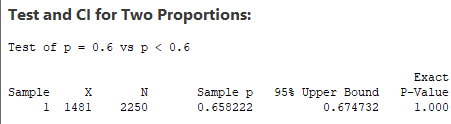 Test and CI for Two Proportions:
Test of p = 0.6 vs p < 0.6
Exact
Sample X N Sample p 95% Upper Bound P-Value
1 1481 2250 0.658222 0.674732 1.000